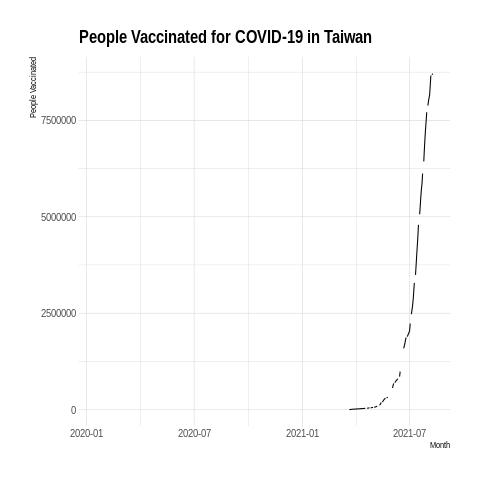 People Vaccinated for COVID-19 in Taiwan
People Vaccinated
7500000
5000000
2500000
0
2020-01 2020-07 2021-01 2021-07
Month